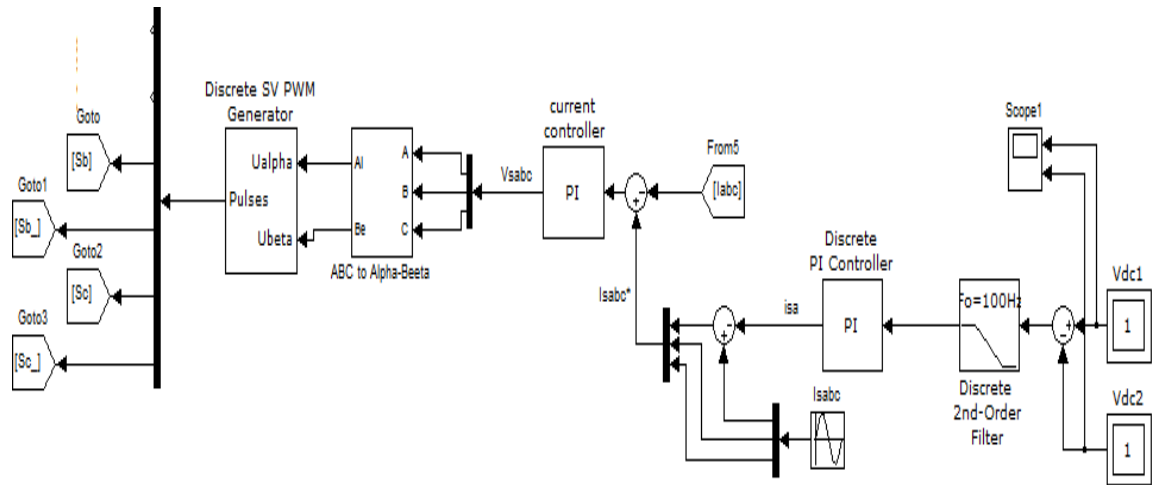 Goto
[Sb]
Goto1
[Sb_]
Goto2
[Sc]
Goto3
[Sc_]
Discrete SV PWM
Generator
Ualpha
Pulses
Ubeta
Al
Be
A
B
C
ABC to Alpha-Beeta
Vsabc
current
controller
PI
From5
[Iabc]
Isabc*
Discrete
PI Controller
isa
PI
Isabc
Fo=100Hz
Discrete
2nd-Order
Filter
Scope1
Vdc1
1
Vdc2
1